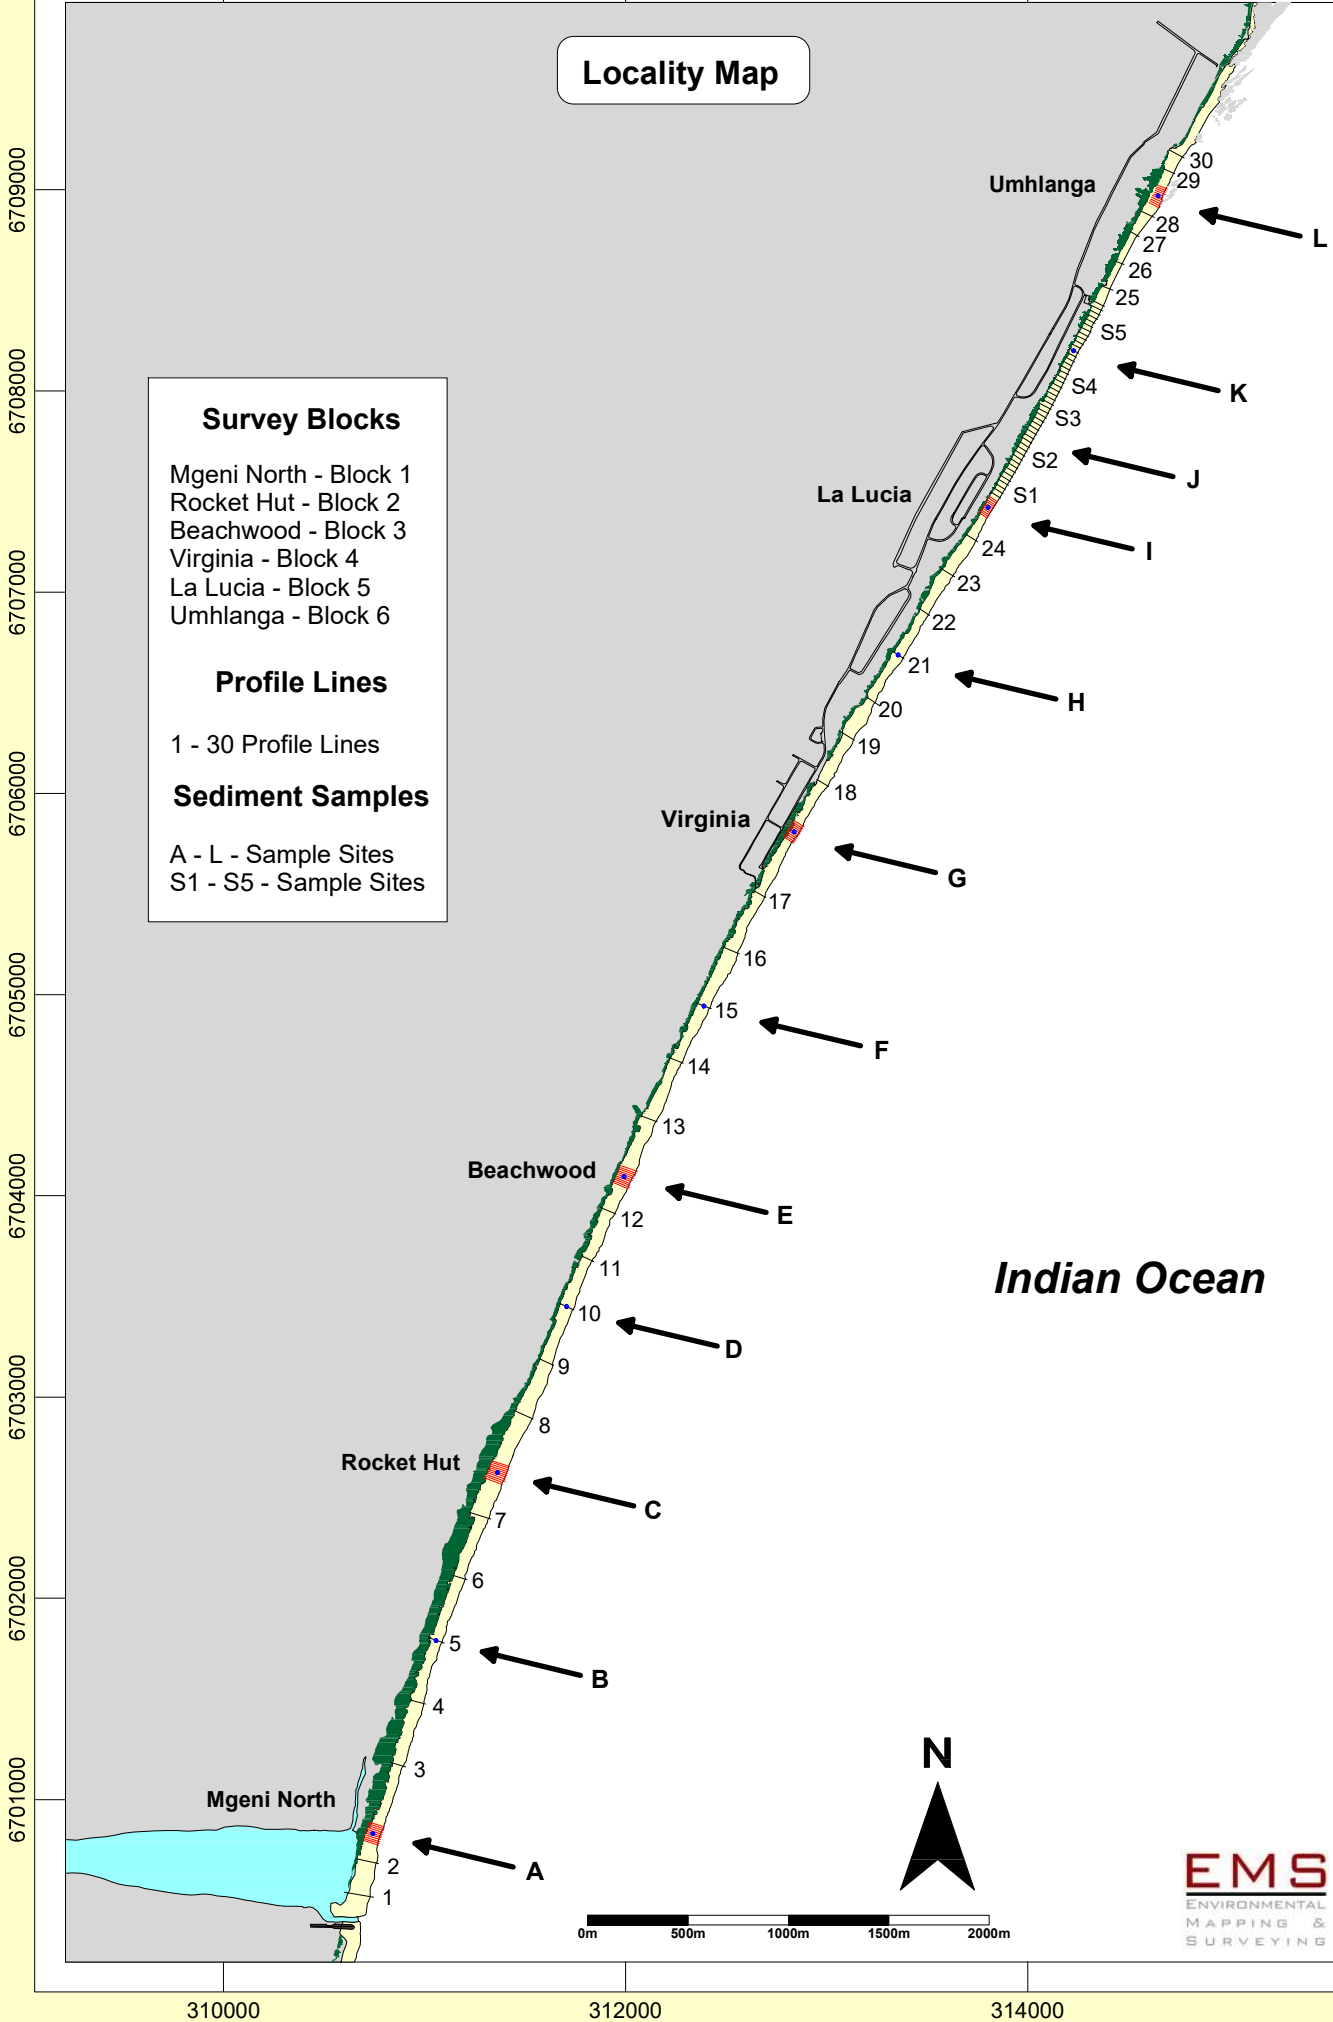 Locality Map
6709000
6708000
6707000
6706000
6705000
6704000
6703000
6702000
6701000
Survey Blocks
Mgeni North - Block 1
Rocket Hut - Block 2
Beachwood - Block 3
Virginia - Block 4
La Lucia - Block 5
Umhlanga - Block 6
Profile Lines
1 - 30 Profile Lines
Sediment Samples
A - L - Sample Sites
S1 - S5 - Sample Sites
30
Umhlanga
29
28
L
27
26
25
S5
S4
K
S3
S2
J
La Lucia
S1
24
I
23
22
21
H
20
19
18
Virginia
G
17
16
15
F
14
13
Beachwood
E
12
11
Indian Ocean
10
D
9
8
Rocket Hut
C
7
6
5
B
4
N
3
Mgeni North
2
A
1
0m 500m 1000m 1500m 2000m
EMS
ENVIRONMENTAL
MAPPING &
SURVEYING
310000 312000 314000